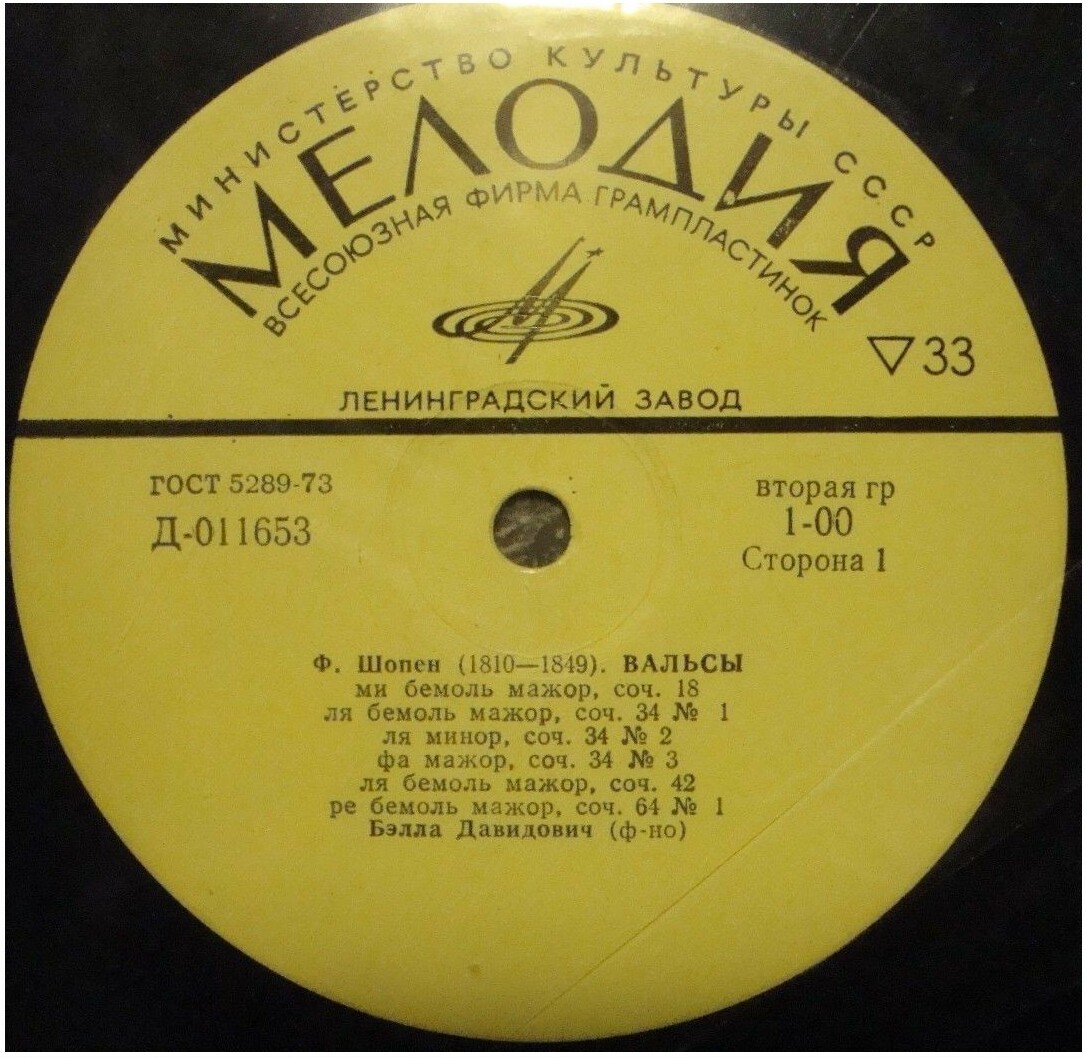 МИНИСТЕРСТВО КУЛЬТУРЫ СССР
МЕЛОДИЯ
ВСЕСОЮЗНАЯ ФИРМА ГРАМПЛАСТИНОК
▽33
ЛЕНИНГРАДСКИЙ ЗАВОД
ГОСТ 5289-73
Д-011653
вторая гр
1-00
Сторона 1
Ф. Шопен (1810—1849). ВАЛЬСЫ
ми бемоль мажор, соч. 18
ля бемоль мажор, соч. 34 № 1
ля минор, соч. 34 № 2
фа мажор, соч. 34 № 3
ля бемоль мажор, соч. 42
ре бемоль мажор, соч. 64 № 1
Бэлла Давидович (ф-но)